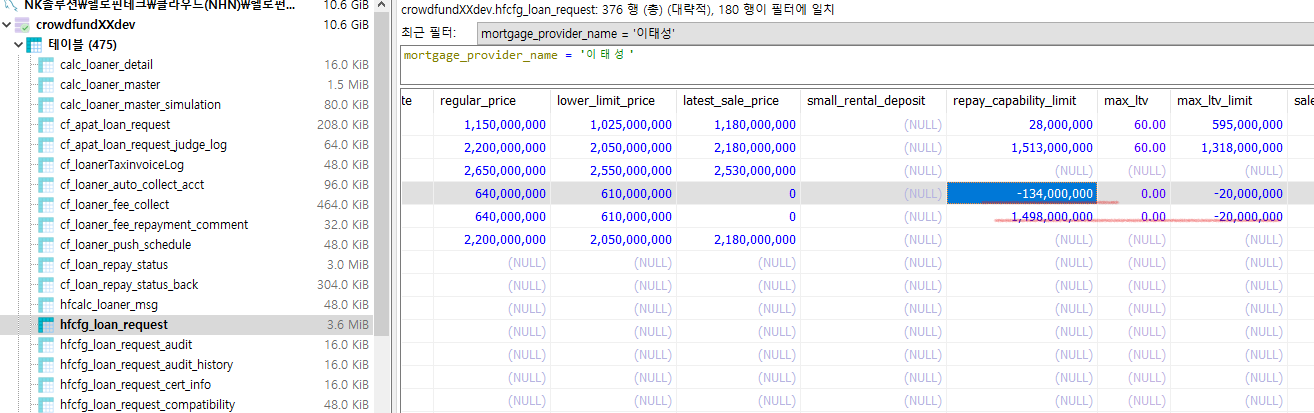 NK솔루션₩헬로핀테크₩클라우드(NHN)₩헬로펀... 10.6 GiB
crowdfundXXdev 10.6 GiB
테이블 (475)
calc_loaner_detail 16.0 KiB
calc_loaner_master 1.5 MiB
calc_loaner_master_simulation 80.0 KiB
cf_apat_loan_request 208.0 KiB
cf_apat_loan_request_judge_log 64.0 KiB
cf_loanerTaxinvoiceLog 48.0 KiB
cf_loaner_auto_collect_acct 96.0 KiB
cf_loaner_fee_collect 464.0 KiB
cf_loaner_fee_repayment_comment 32.0 KiB
cf_loaner_push_schedule 48.0 KiB
cf_loan_repay_status 3.0 MiB
cf_loan_repay_status_back 304.0 KiB
hfcalc_loaner_msg 48.0 KiB
hfcfg_loan_request 3.6 MiB
hfcfg_loan_request_audit 16.0 KiB
hfcfg_loan_request_audit_history 16.0 KiB
hfcfg_loan_request_cert_info 16.0 KiB
hfcfg_loan_request_compatibility 48.0 KiB
crowdfundXXdev.hfcfg_loan_request: 376 행 (총) (대략적), 180 행이 필터에 일치
최근 필터: mortgage_provider_name = '이태성'
mortgage_provider_name = '이태성'
te regular_price lower_limit_price latest_sale_price small_rental_deposit repay_capability_limit max_ltv max_ltv_limit sale
1,150,000,000 1,025,000,000 1,180,000,000 (NULL) 28,000,000 60.00 595,000,000
2,200,000,000 2,050,000,000 2,180,000,000 (NULL) 1,513,000,000 60.00 1,318,000,000
2,650,000,000 2,550,000,000 2,530,000,000 (NULL) (NULL) (NULL) (NULL)
640,000,000 610,000,000 0 (NULL) -134,000,000 0.00 -20,000,000
640,000,000 610,000,000 0 (NULL) 1,498,000,000 0.00 -20,000,000
2,200,000,000 2,050,000,000 2,180,000,000 (NULL) (NULL) (NULL) (NULL)
(NULL) (NULL) (NULL) (NULL) (NULL) (NULL) (NULL)
(NULL) (NULL) (NULL) (NULL) (NULL) (NULL) (NULL)
(NULL) (NULL) (NULL) (NULL) (NULL) (NULL) (NULL)
(NULL) (NULL) (NULL) (NULL) (NULL) (NULL) (NULL)
(NULL) (NULL) (NULL) (NULL) (NULL) (NULL) (NULL)
(NULL) (NULL) (NULL) (NULL) (NULL) (NULL) (NULL)
(NULL) (NULL) (NULL) (NULL) (NULL) (NULL) (NULL)